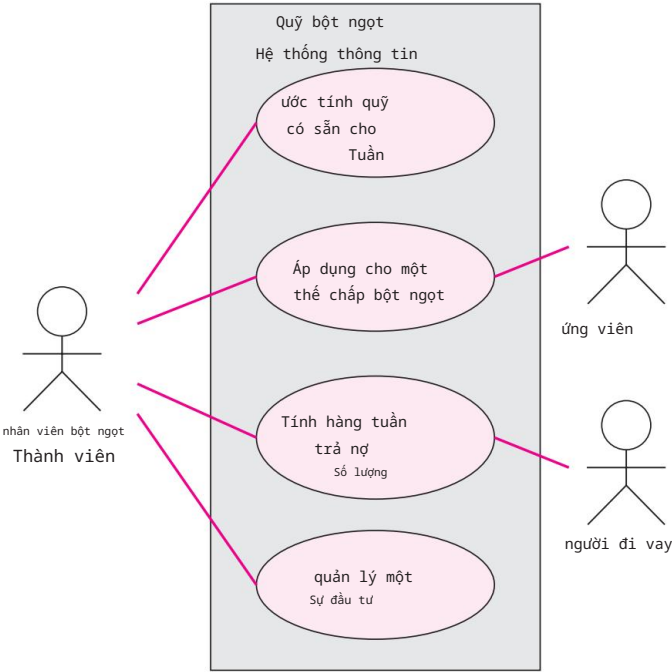 Quỹ bột ngọt
Hệ thống thông tin
ước tính quỹ
có sẵn cho
Tuần
Áp dụng cho một
thế chấp bột ngọt
ứng viên
nhân viên bột ngọt
Thành viên
Tính hàng tuần
trả nợ
Số lượng
người đi vay
quản lý một
Sự đầu tư